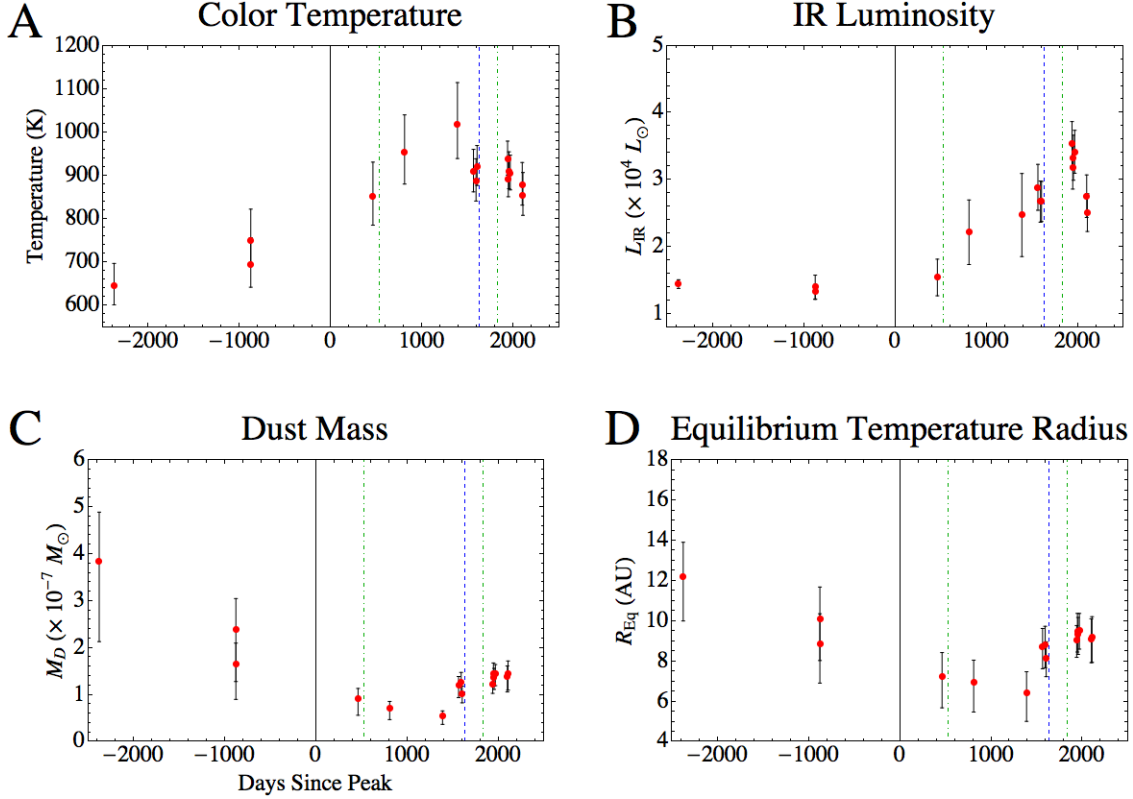 A Color Temperature
1200
1100
1000
900
800
700
600
Temperature (K)
−2000 −1000 0 1000 2000
B IR Luminosity
5
4
3
2
1
L_IR (× 10^4 L_⊙)
−2000 −1000 0 1000 2000
C Dust Mass
6
5
4
3
2
1
0
M_D (× 10^−7 M_⊙)
−2000 −1000 0 1000 2000
Days Since Peak
D Equilibrium Temperature Radius
18
16
14
12
10
8
6
4
R_Eq (AU)
−2000 −1000 0 1000 2000